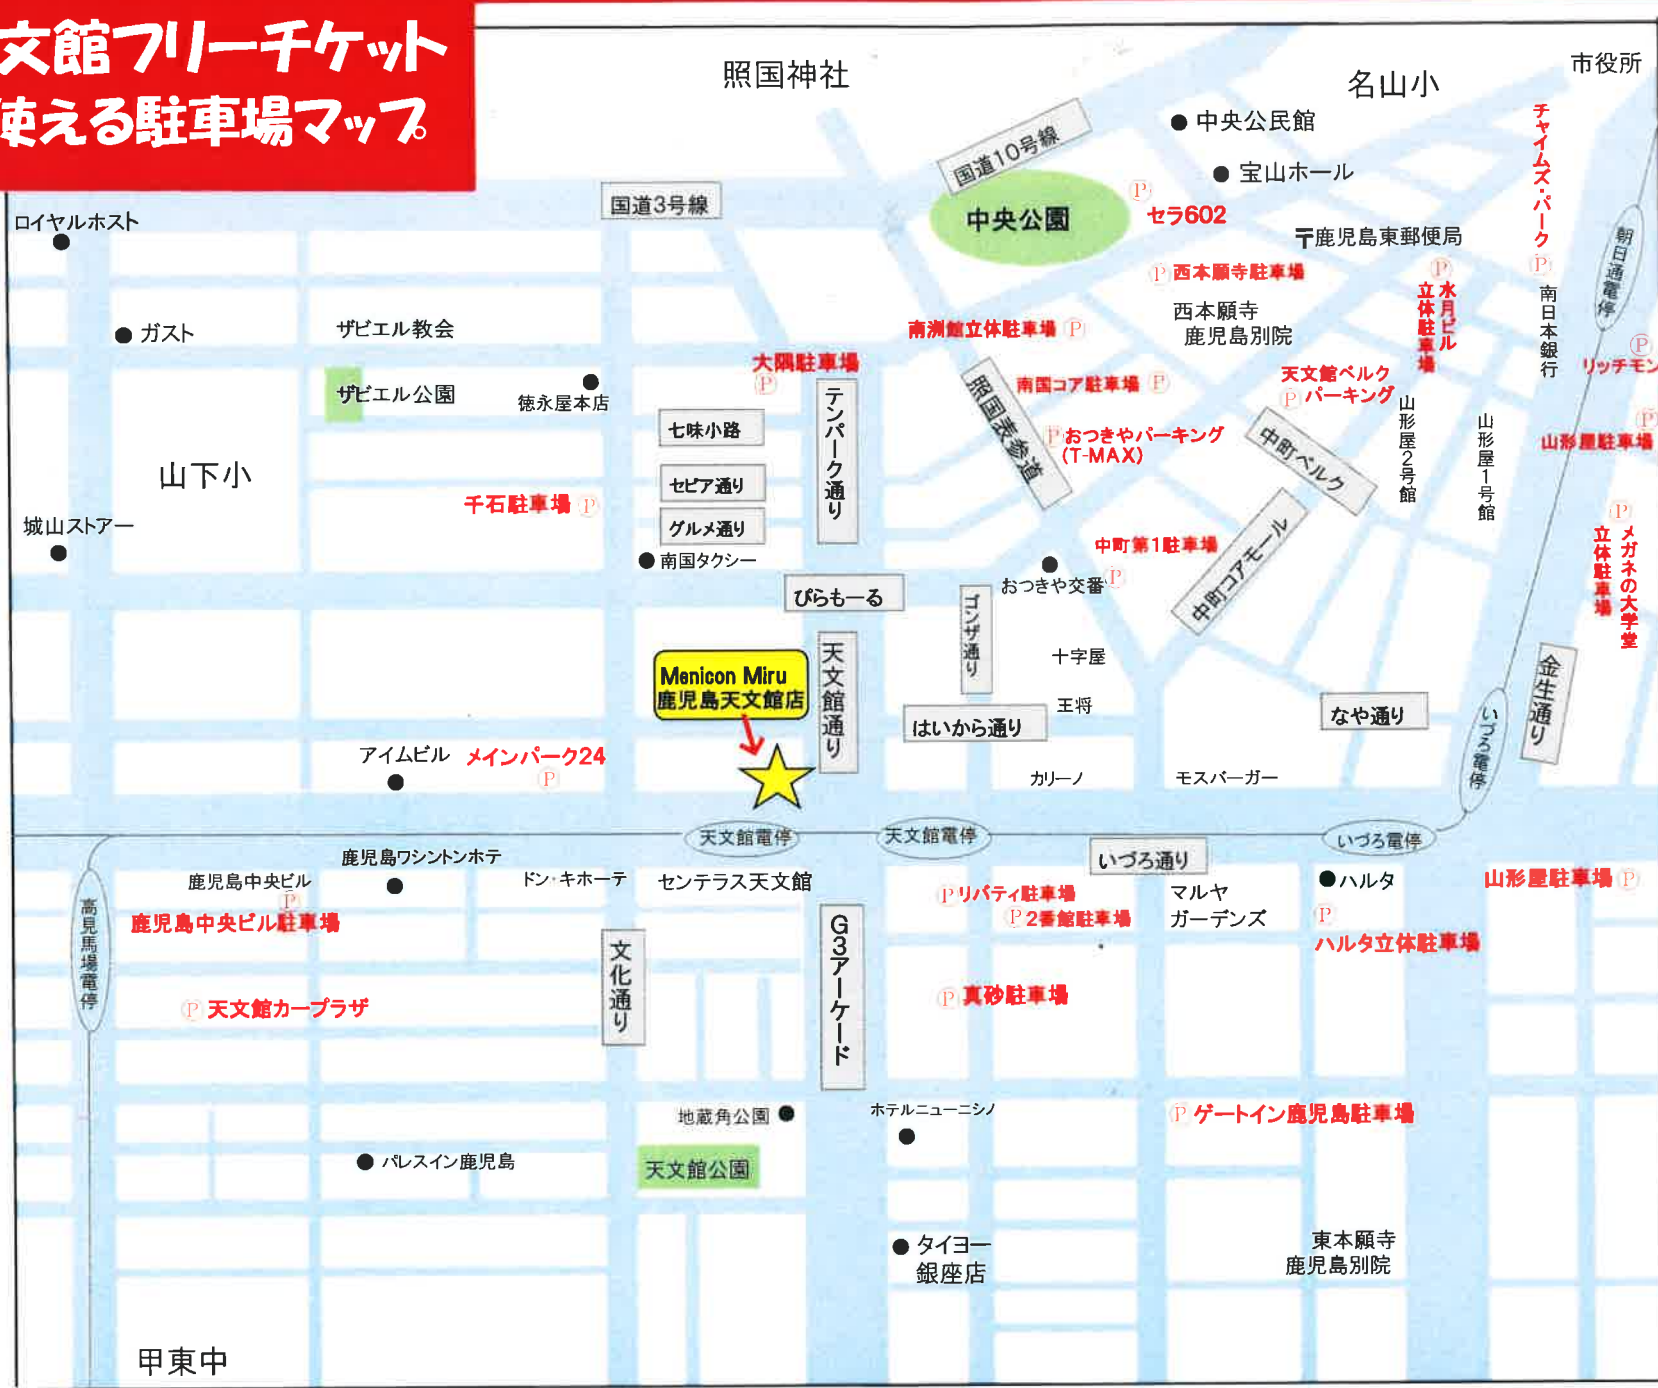 文館フリーチケット
使える駐車場マップ
照国神社
名山小
市役所
中央公民館
国道10号線
宝山ホール
チャイムズ・パーク
P
国道3号線
中央公園
P
セラ602
〒鹿児島東郵便局
朝日通電停
ロイヤルホスト
P 西本願寺駐車場
P
水月ビル
立体駐車場
南日本銀行
西本願寺
鹿児島別院
ガスト
ザビエル教会
南洲館立体駐車場 P
P
リッチモン
大隅駐車場
P
ザビエル公園
徳永屋本店
テンパーク通り
照国表参道
南国コア駐車場 P
天文館ベルク
P パーキング
山形屋2号館
山形屋1号館
P
山形屋駐車場
七味小路
P おつきやパーキング
(T-MAX)
中町ベルク
山下小
セピア通り
千石駐車場 P
グルメ通り
城山ストアー
南国タクシー
中町第1駐車場
P
おつきや交番
中町コアモール
P
メガネの大学堂
立体駐車場
ぴらもーる
ゴンザ通り
十字屋
Menicon Miru
鹿児島天文館店
天文館通り
王将
はいから通り
なや通り
いづろ電停
金生通り
アイムビル
メインパーク24
P
カリーノ
モスバーガー
天文館電停
天文館電停
いづろ電停
いづろ通り
鹿児島ワシントンホテ
鹿児島中央ビル
P
鹿児島中央ビル駐車場
ドン・キホーテ
センテラス天文館
P リバティ駐車場
P 2番館駐車場
マルヤ
ガーデンズ
ハルタ
P
ハルタ立体駐車場
山形屋駐車場 P
高見馬場電停
文化通り
G3アーケード
P 天文館カープラザ
P 真砂駐車場
地蔵角公園
ホテルニューニシノ
P ゲートイン鹿児島駐車場
パレスイン鹿児島
天文館公園
タイヨー
銀座店
東本願寺
鹿児島別院
甲東中